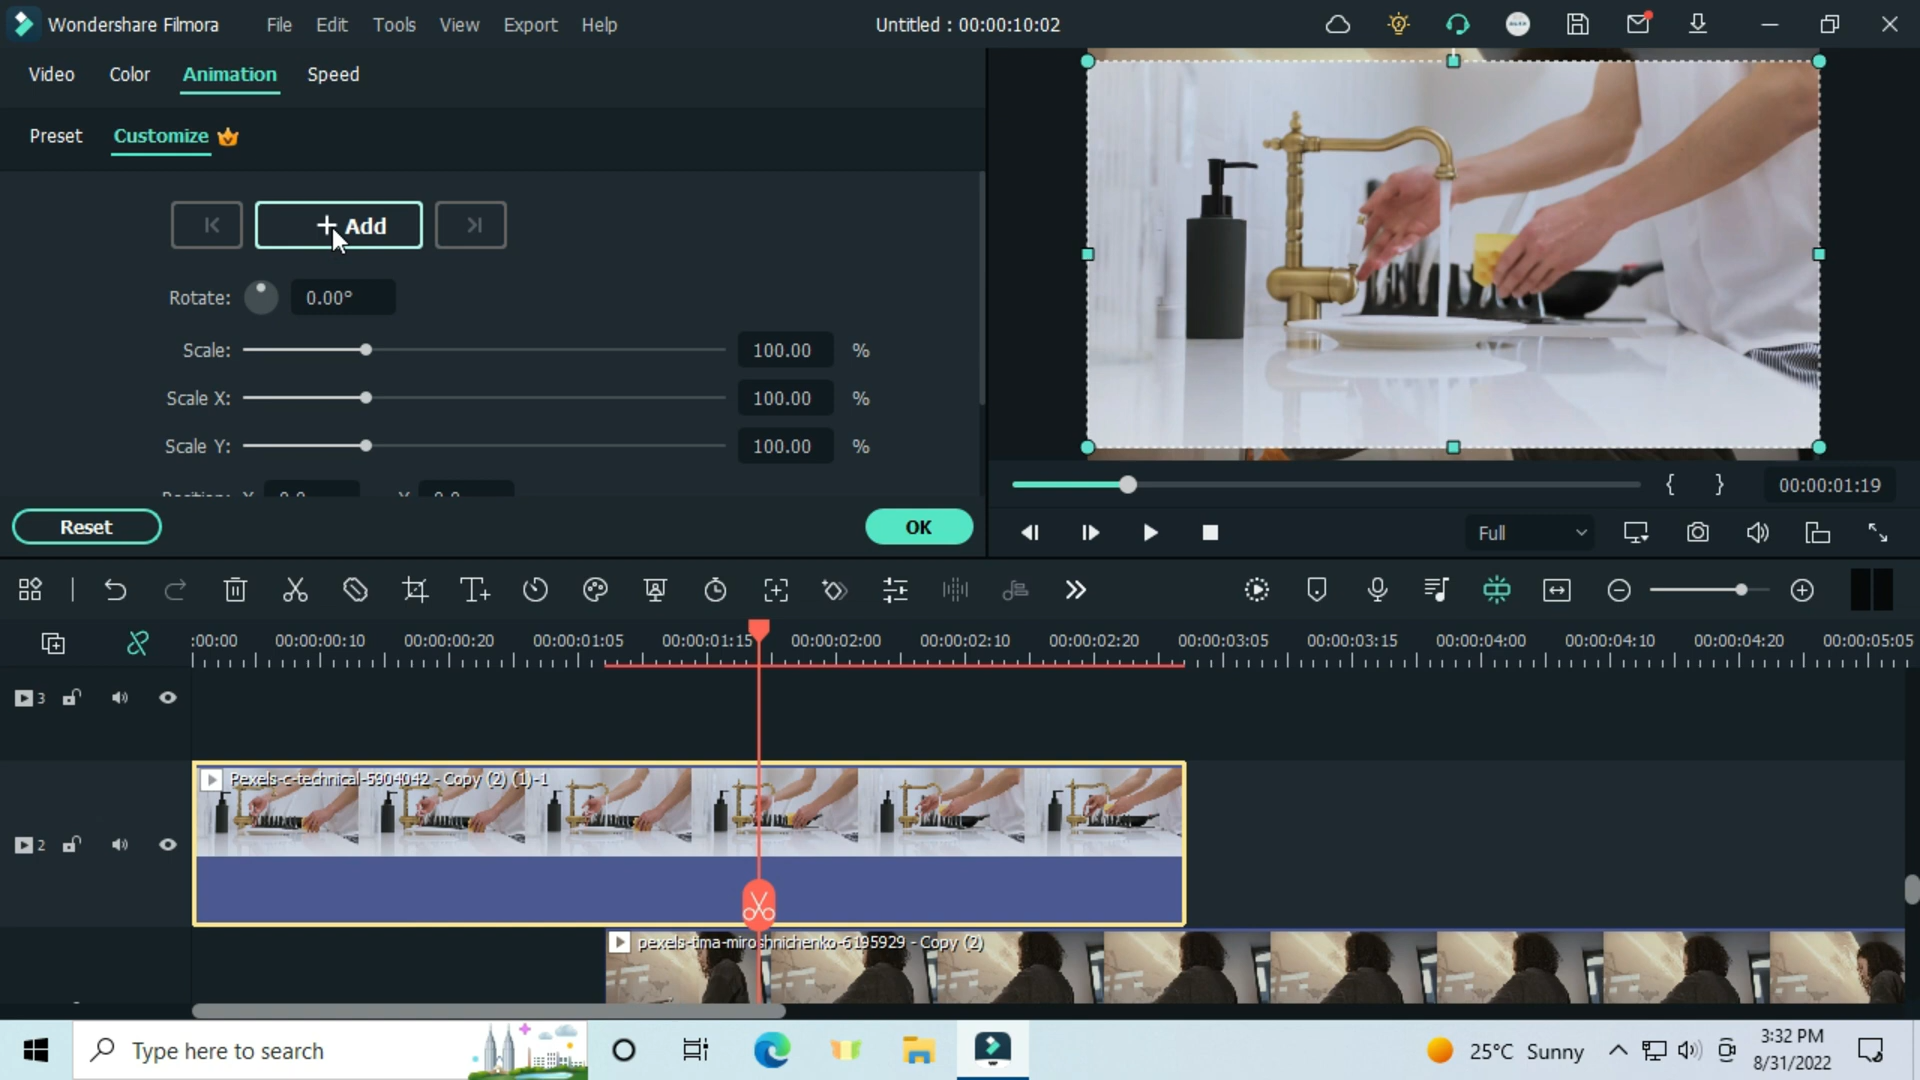 Wondershare Filmora File Edit Tools View Export Help Untitled : 00:00:10:02
Video Color Animation Speed
Preset Customize
Add
Rotate: 0.00°
Scale: 100.00 %
Scale X: 100.00 %
Scale Y: 100.00 %
Reset OK
{ } 00:00:01:19
Full
:00:00 00:00:00:10 00:00:00:20 00:00:01:05 00:00:01:15 00:00:02:00 00:00:02:10 00:00:02:20 00:00:03:05 00:00:03:15 00:00:04:00 00:00:04:10 00:00:04:20 00:00:05:05
3
Pexels-c-technical-5904042 - Copy (2) (1)-1
2
pexels-tima-miroshnichenko-6195929 - Copy (2)
Type here to search
25°C Sunny
3:32 PM
8/31/2022